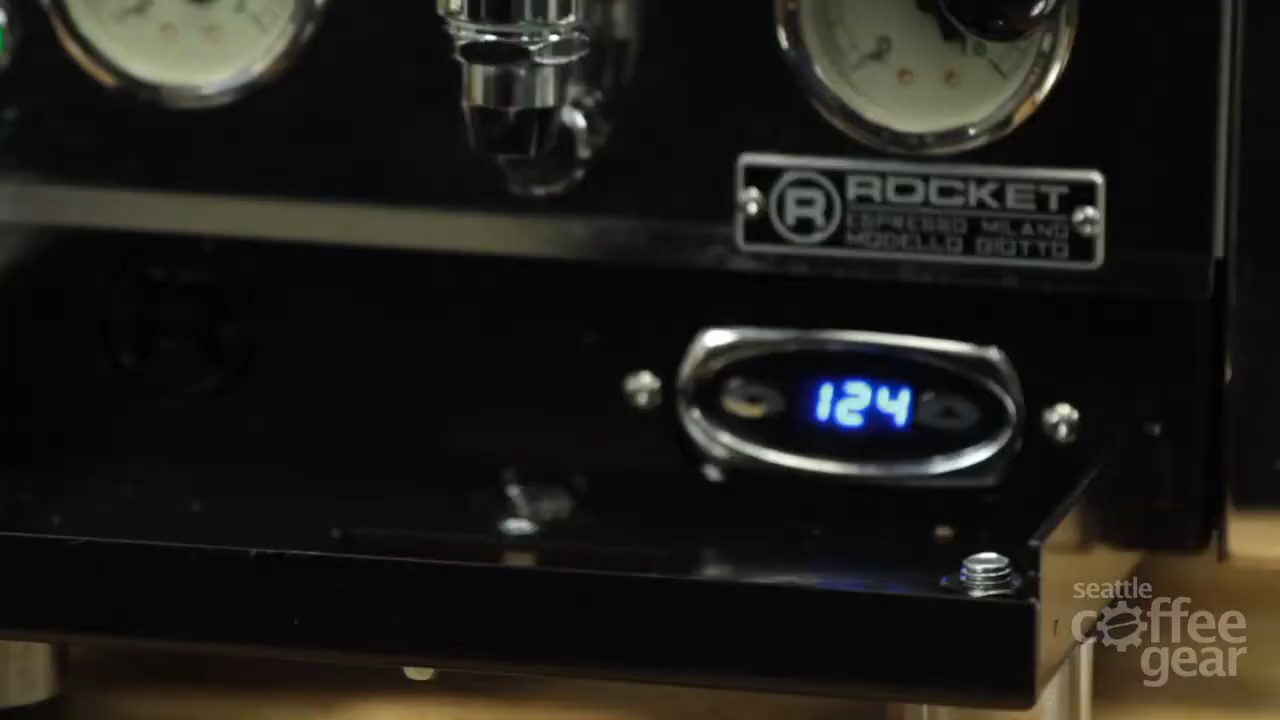 R ROCKET
ESPRESSO MILANO
MODELLO GIOTTO
124
seattle
coffee
gear